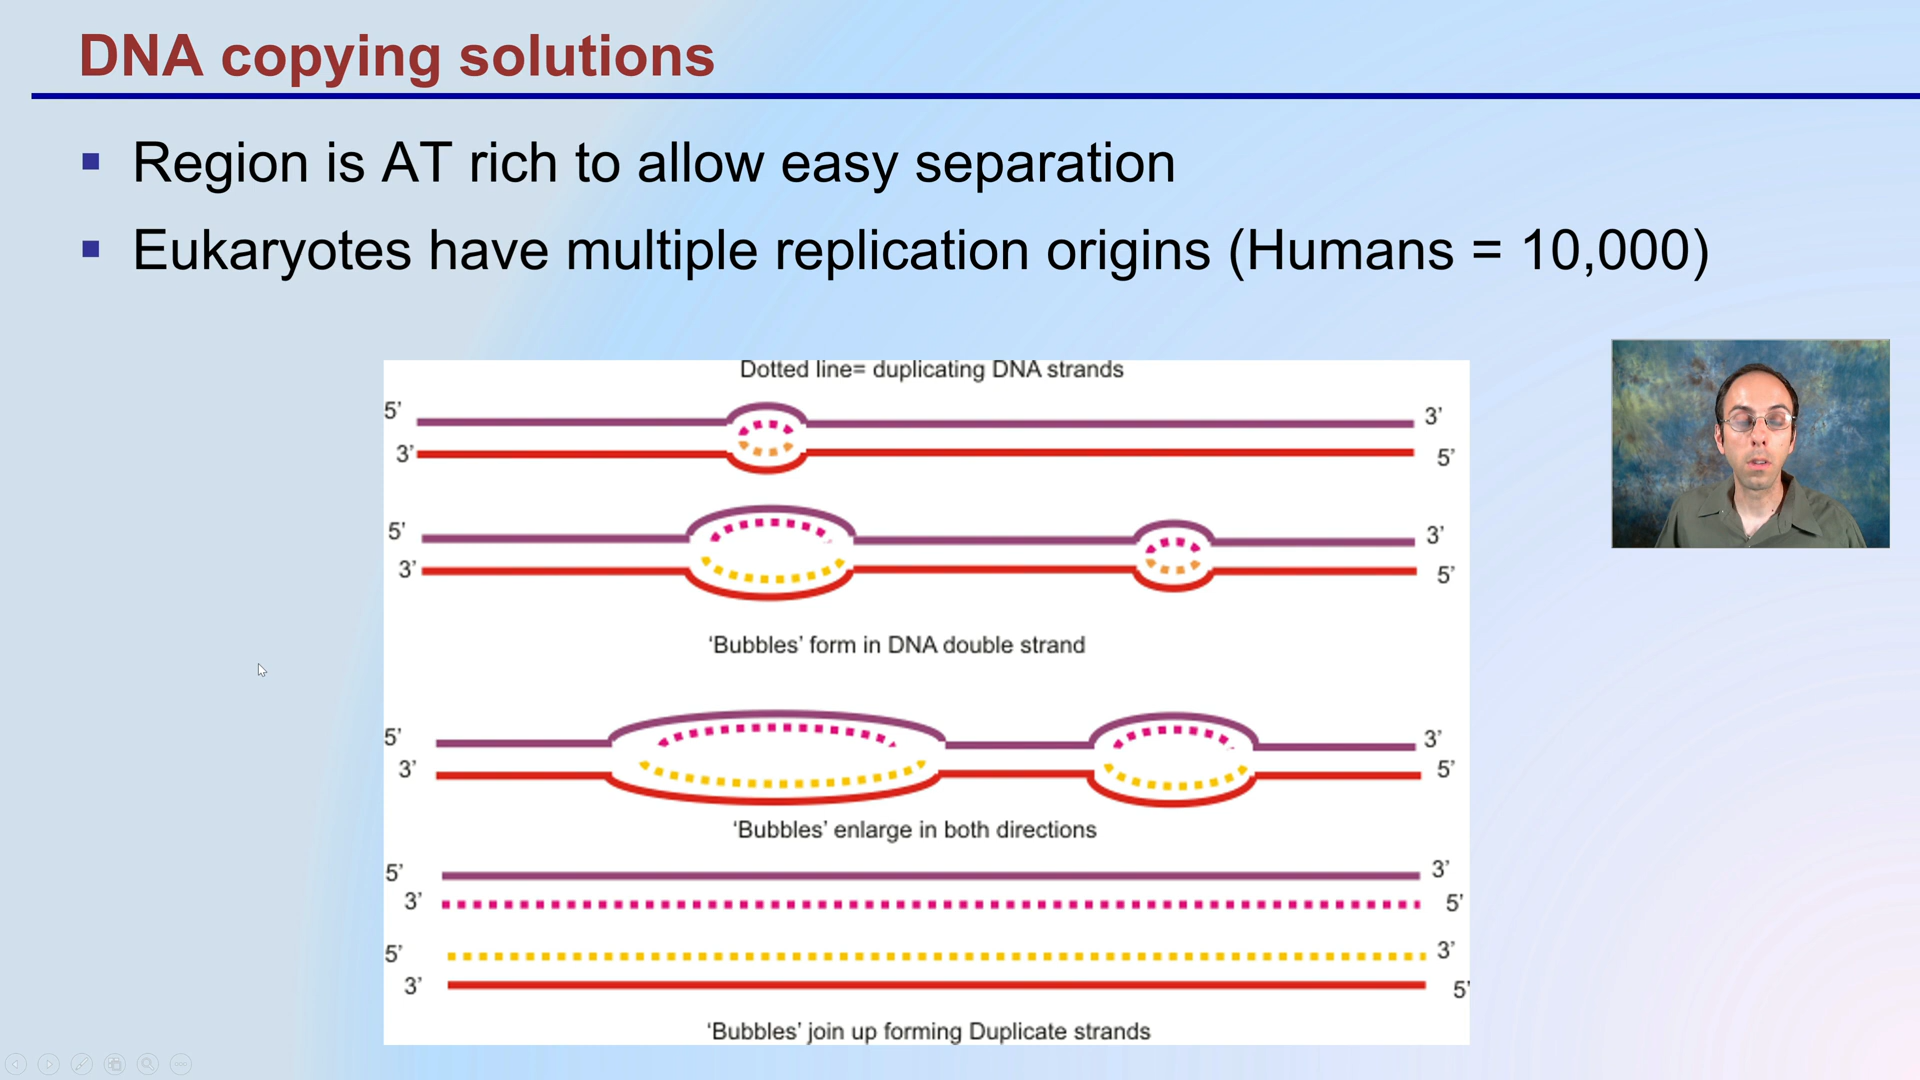 DNA copying solutions
Region is AT rich to allow easy separation
Eukaryotes have multiple replication origins (Humans = 10,000)
Dotted line= duplicating DNA strands
5’ 3’
3’ 5’
5’ 3’
3’ 5’
‘Bubbles’ form in DNA double strand
5’ 3’
3’ 5’
‘Bubbles’ enlarge in both directions
5’ 3’
3’ 5’
5’ 3’
3’ 5’
‘Bubbles’ join up forming Duplicate strands